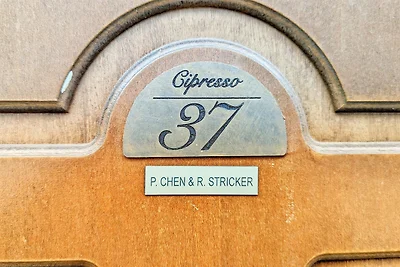 Cipresso
37
P. CHEN & R. STRICKER